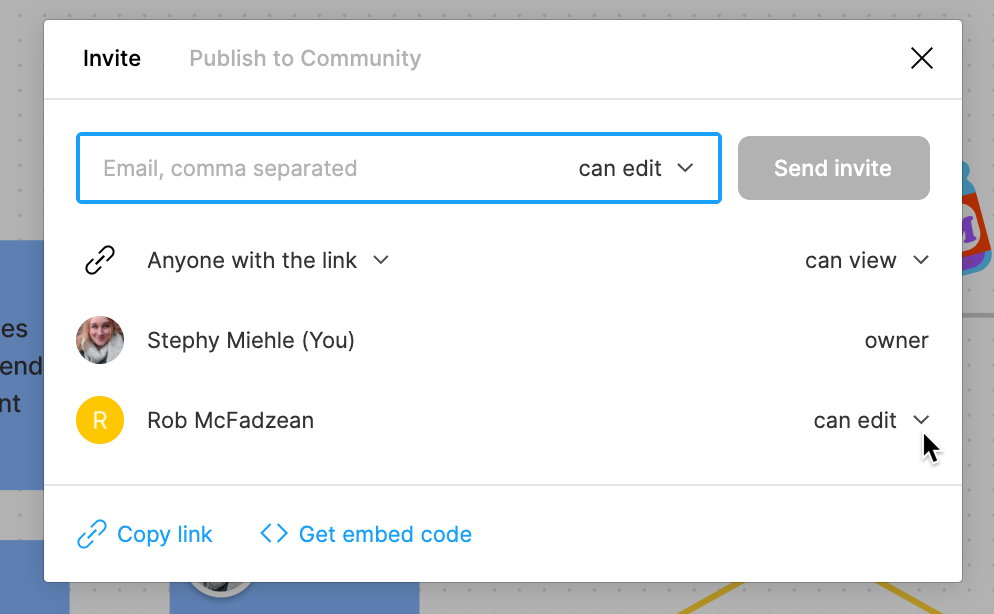 Invite
Publish to Community
Email, comma separated
can edit
Send invite
Anyone with the link
can view
Stephy Miehle (You)
owner
R
Rob McFadzean
can edit
Copy link
Get embed code
es
end
nt
M